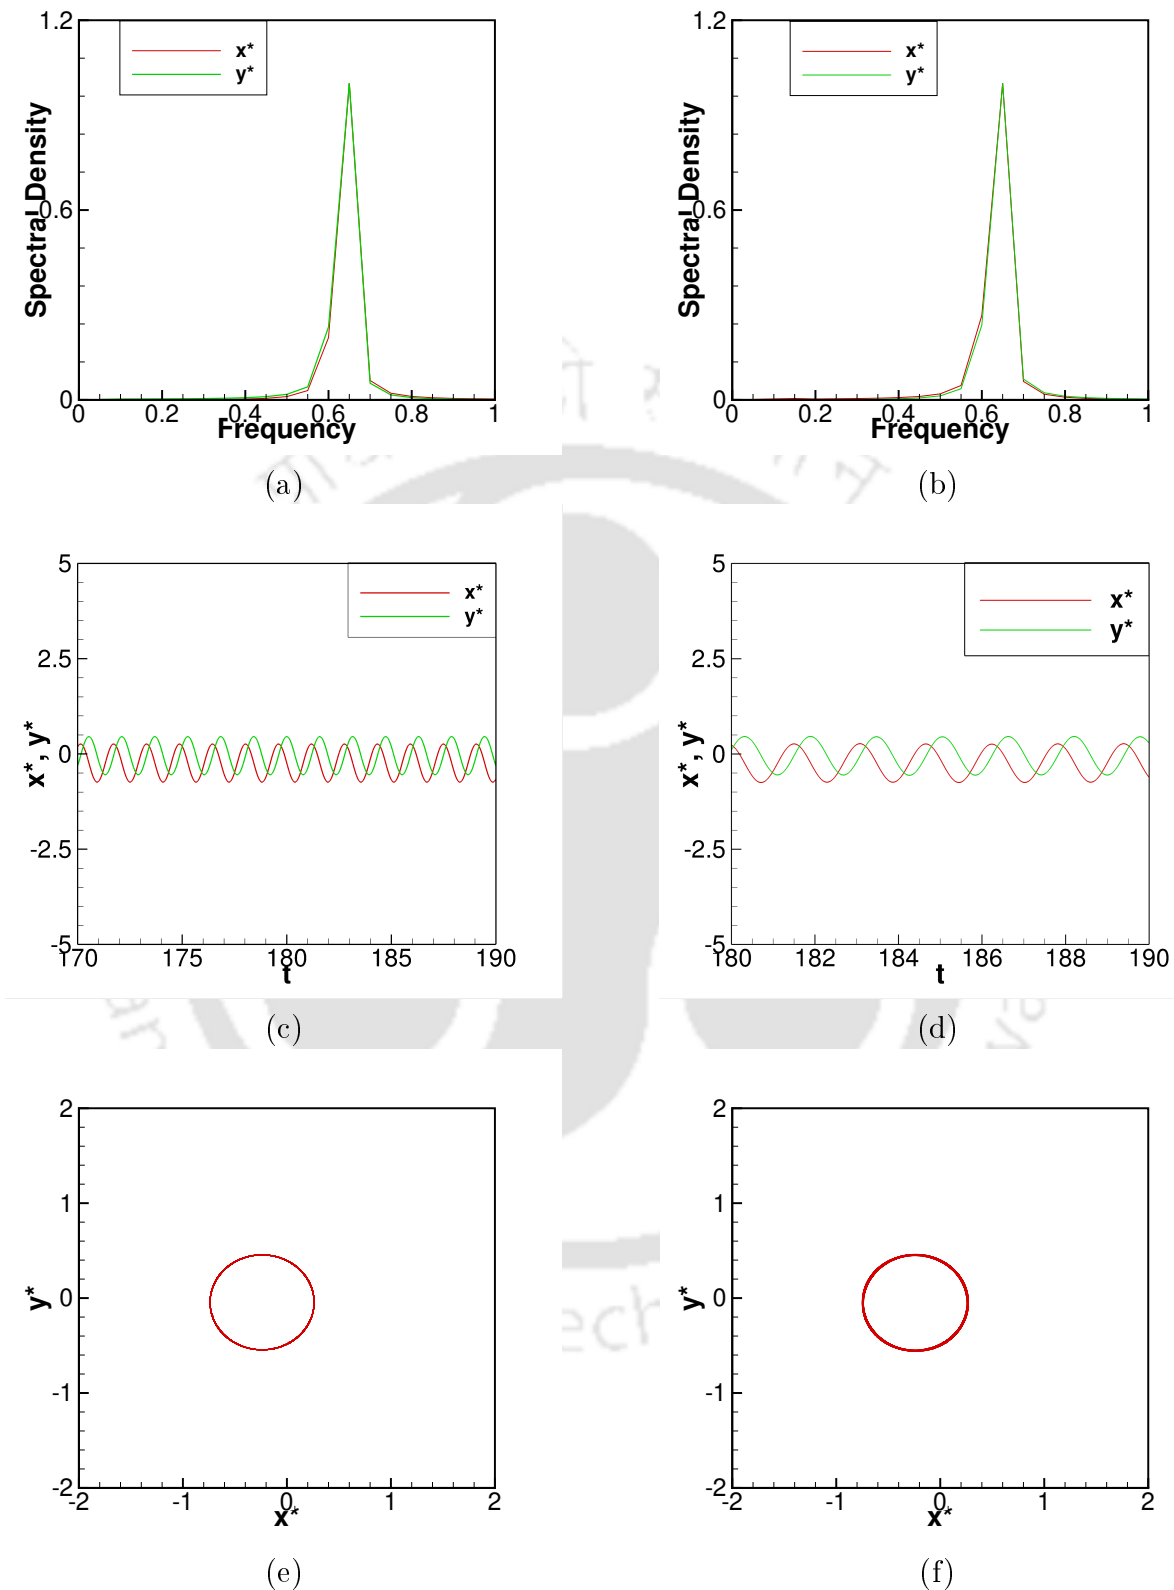 1.2
x*
y*
Spectral Density
0.6
0
0 0.2 0.4 0.6 0.8 1
Frequency
(a)
1.2
x*
y*
Spectral Density
0.6
0
0 0.2 0.4 0.6 0.8 1
Frequency
(b)
5
x*
y*
2.5
x*, y*
0
-2.5
-5
170 175 180 185 190
t
(c)
5
x*
y*
2.5
x*, y*
0
-2.5
-5
180 182 184 186 188 190
t
(d)
2
1
y*
0
-1
-2
-2 -1 0 1 2
x*
(e)
2
1
y*
0
-1
-2
-2 -1 0 1 2
x*
(f)